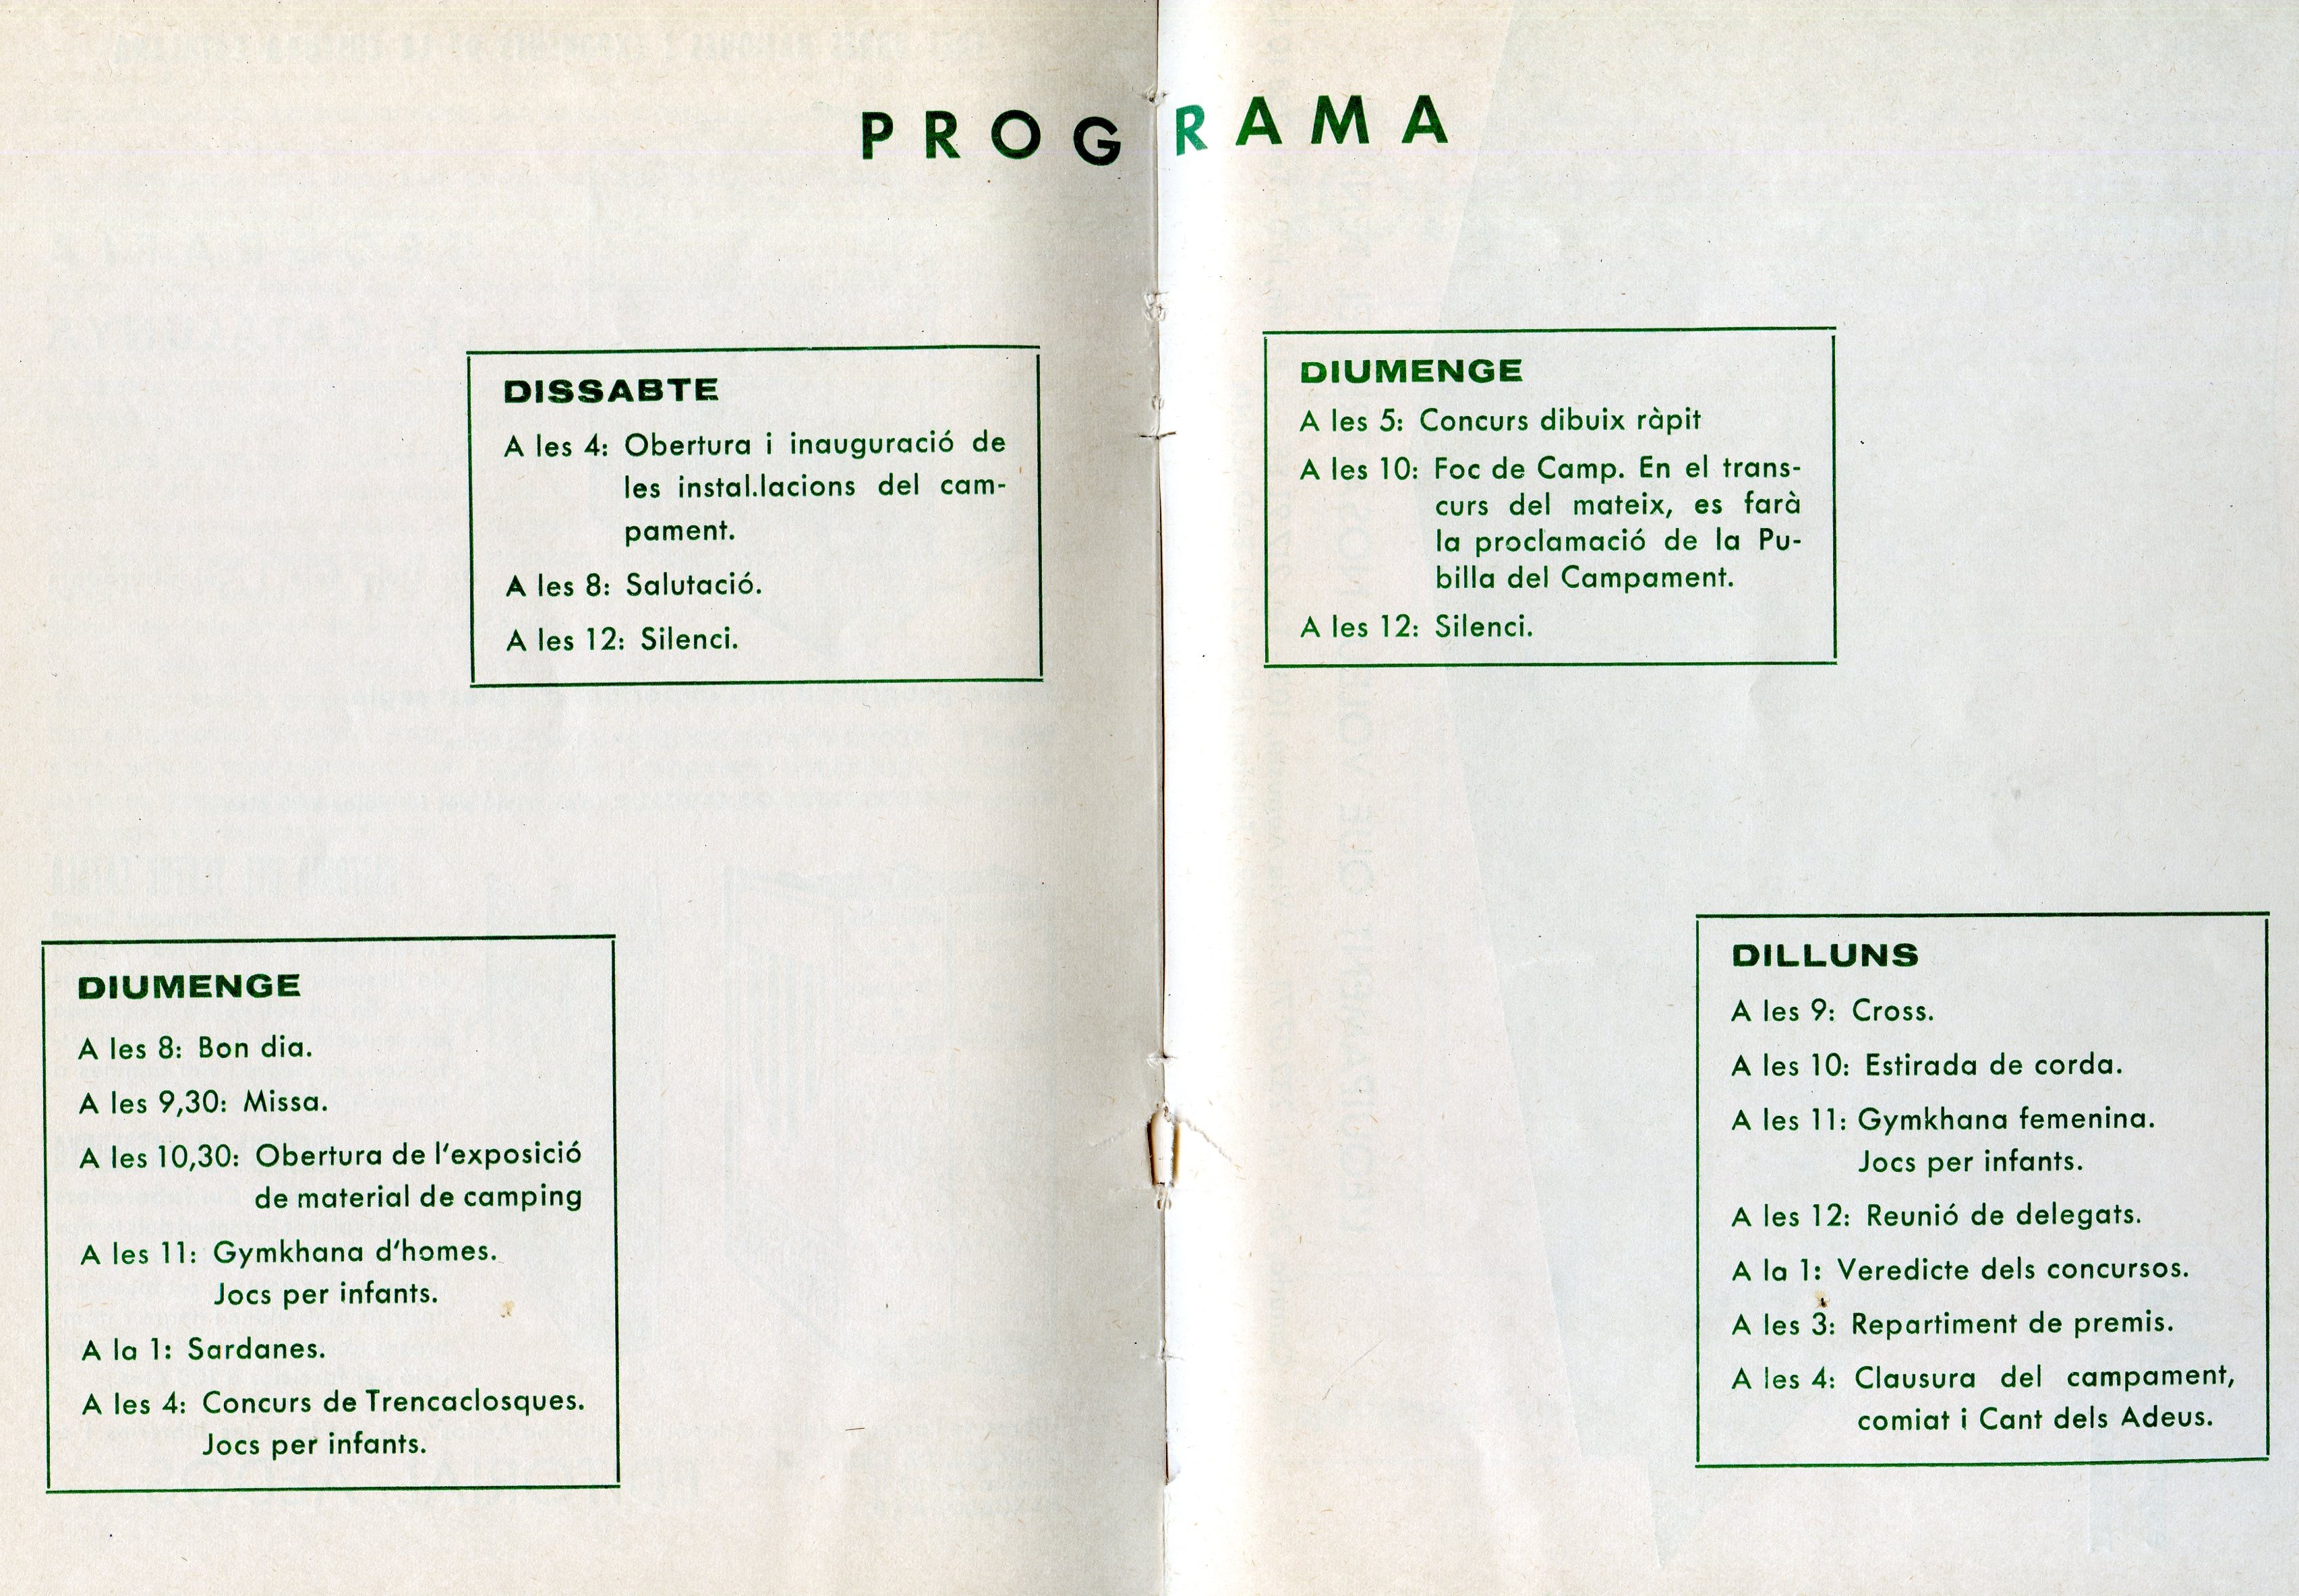 PROGRAMA
DISSABTE
A les 4: Obertura i inauguració de
les instal.lacions del cam-
pament.
A les 8: Salutació.
A les 12: Silenci.
DIUMENGE
A les 8: Bon dia.
A les 9,30: Missa.
A les 10,30: Obertura de l'exposició
de material de camping
A les 11: Gymkhana d'homes.
Jocs per infants.
A la 1: Sardanes.
A les 4: Concurs de Trencaclosques.
Jocs per infants.
DIUMENGE
A les 5: Concurs dibuix ràpit
A les 10: Foc de Camp. En el trans-
curs del mateix, es farà
la proclamació de la Pu-
billa del Campament.
A les 12: Silenci.
DILLUNS
A les 9: Cross.
A les 10: Estirada de corda.
A les 11: Gymkhana femenina.
Jocs per infants.
A les 12: Reunió de delegats.
A la 1: Veredicte dels concursos.
A les 3: Repartiment de premis.
A les 4: Clausura del campament,
comiat i Cant dels Adeus.